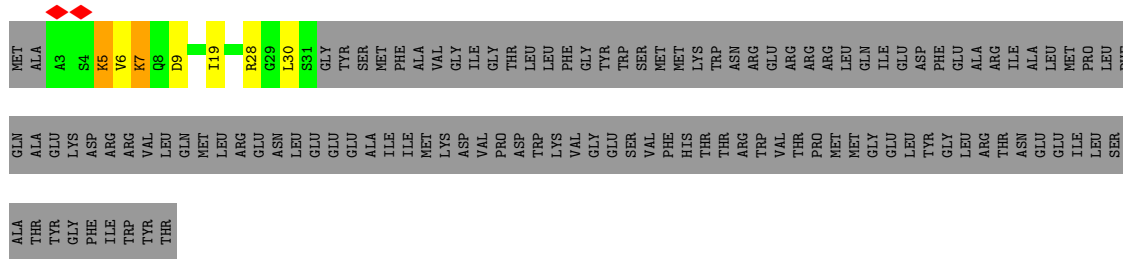 MET ALA A3 S4 K5 V6 K7 Q8 D9 I19 R28 G29 L30 S31 GLY TYR SER MET PHE ALA VAL GLY ILE GLY THR LEU LEU PHE GLY TYR TRP SER MET MET LYS TRP ASN ARG GLU ARG ARG ARG LEU GLN ILE GLU ASP PHE GLU ALA ARG ILE ALA LEU MET PRO LEU
GLN ALA GLU LYS ASP ARG ARG VAL LEU GLN MET LEU ARG GLU ASN LEU GLU GLU GLU ALA ILE ILE MET LYS ASP VAL PRO ASP TRP LYS VAL GLY GLU SER VAL PHE HIS THR THR ARG TRP VAL THR PRO MET MET GLY GLU LEU TYR GLY LEU ARG THR ASN GLU GLU ILE LEU SER
ALA THR TYR GLY PHE ILE TRP TYR THR